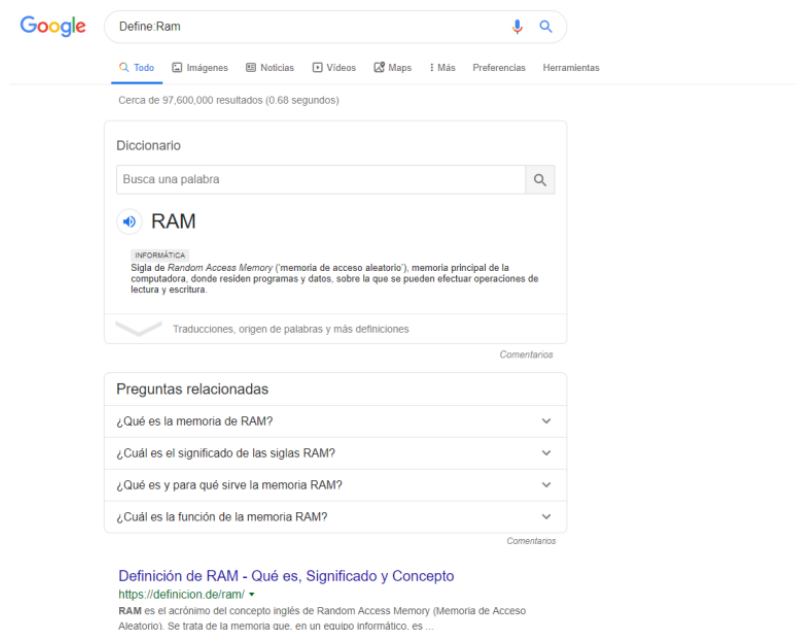 Google
Define:Ram
Todo Imágenes Noticias Vídeos Maps Más Preferencias Herramientas
Cerca de 97,600,000 resultados (0.68 segundos)
Diccionario
Busca una palabra
RAM
INFORMÁTICA
Sigla de Random Access Memory ('memoria de acceso aleatorio'), memoria principal de la
computadora, donde residen programas y datos, sobre la que se pueden efectuar operaciones de
lectura y escritura.
Traducciones, origen de palabras y más definiciones
Comentarios
Preguntas relacionadas
¿Qué es la memoria de RAM?
¿Cuál es el significado de las siglas RAM?
¿Qué es y para qué sirve la memoria RAM?
¿Cuál es la función de la memoria RAM?
Comentarios
Definición de RAM - Qué es, Significado y Concepto
https://definicion.de/ram/
RAM es el acrónimo del concepto inglés de Random Access Memory (Memoria de Acceso
Aleatorio). Se trata de la memoria que, en un equipo informático, es ...